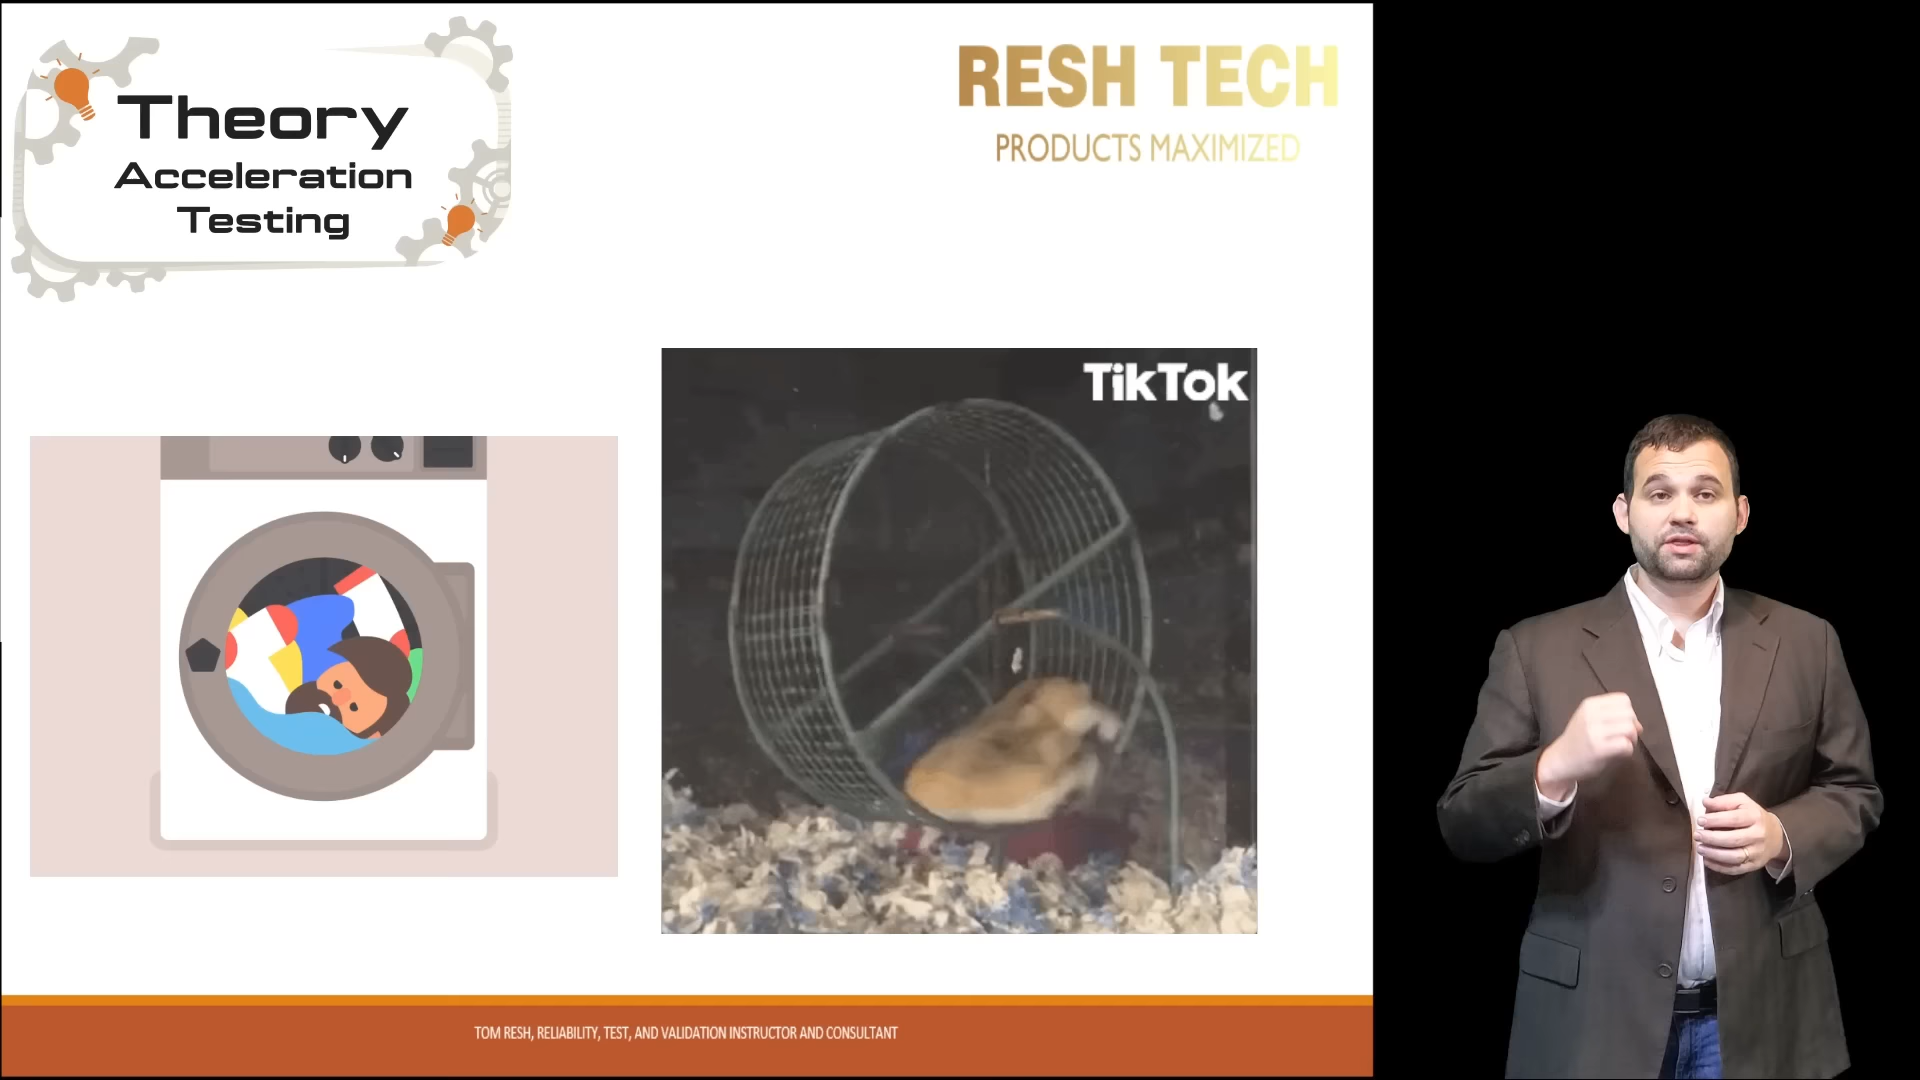 Theory
Acceleration
Testing
RESH TECH
PRODUCTS MAXIMIZED
TikTok
TOM RESH, RELIABILITY, TEST, AND VALIDATION INSTRUCTOR AND CONSULTANT